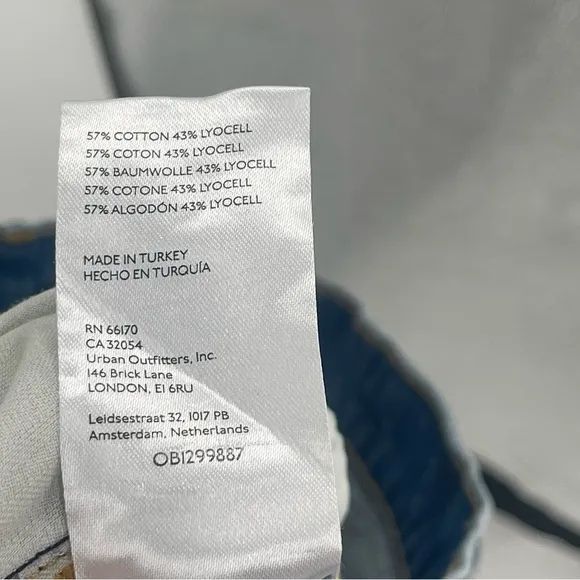 57% COTTON 43% LYOCELL
57% COTON 43% LYOCELL
57% BAUMWOLLE 43% LYOCELL
57% COTONE 43% LYOCELL
57% ALGODÓN 43% LYOCELL
MADE IN TURKEY
HECHO EN TURQUÍA
RN 66170
CA 32054
Urban Outfitters, Inc.
146 Brick Lane
LONDON, E1 6RU
Leidsestraat 32, 1017 PB
Amsterdam, Netherlands
OB1299887